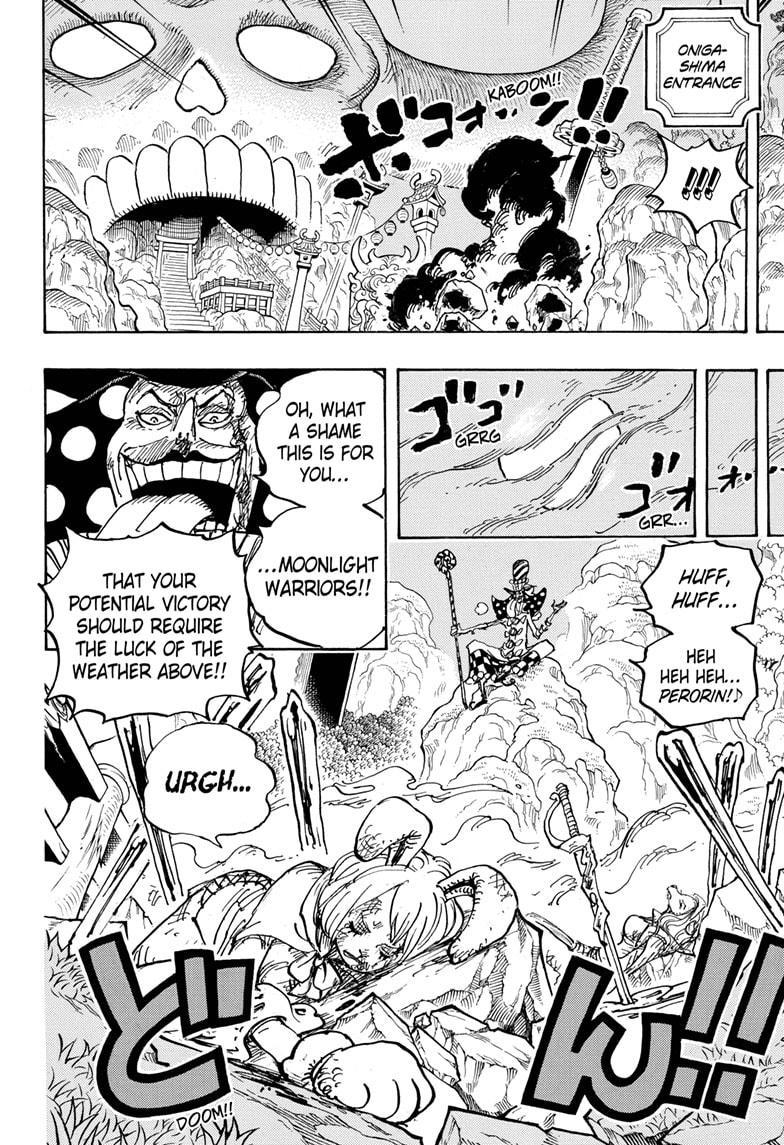 ONIGA-
SHIMA
ENTRANCE
!!!
KABOOM!!
ボコオォン!!
ゴゴ
GRRG
ゴオ...
GRR...
OH, WHAT
A SHAME
THIS IS FOR
YOU...
...MOONLIGHT
WARRIORS!!
THAT YOUR
POTENTIAL VICTORY
SHOULD REQUIRE
THE LUCK OF THE
WEATHER ABOVE!!
HUFF,
HUFF...
HEH
HEH HEH...
PERORIN!♪
URGH...
どん!!
DOOM!!